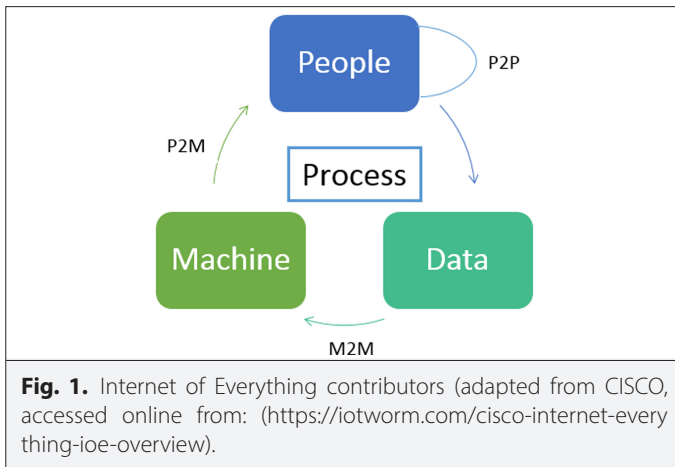 People
P2P
P2M
Process
Machine
Data
M2M
Fig. 1. Internet of Everything contributors (adapted from CISCO,
accessed online from: (https://iotworm.com/cisco-internet-every
thing-ioe-overview).